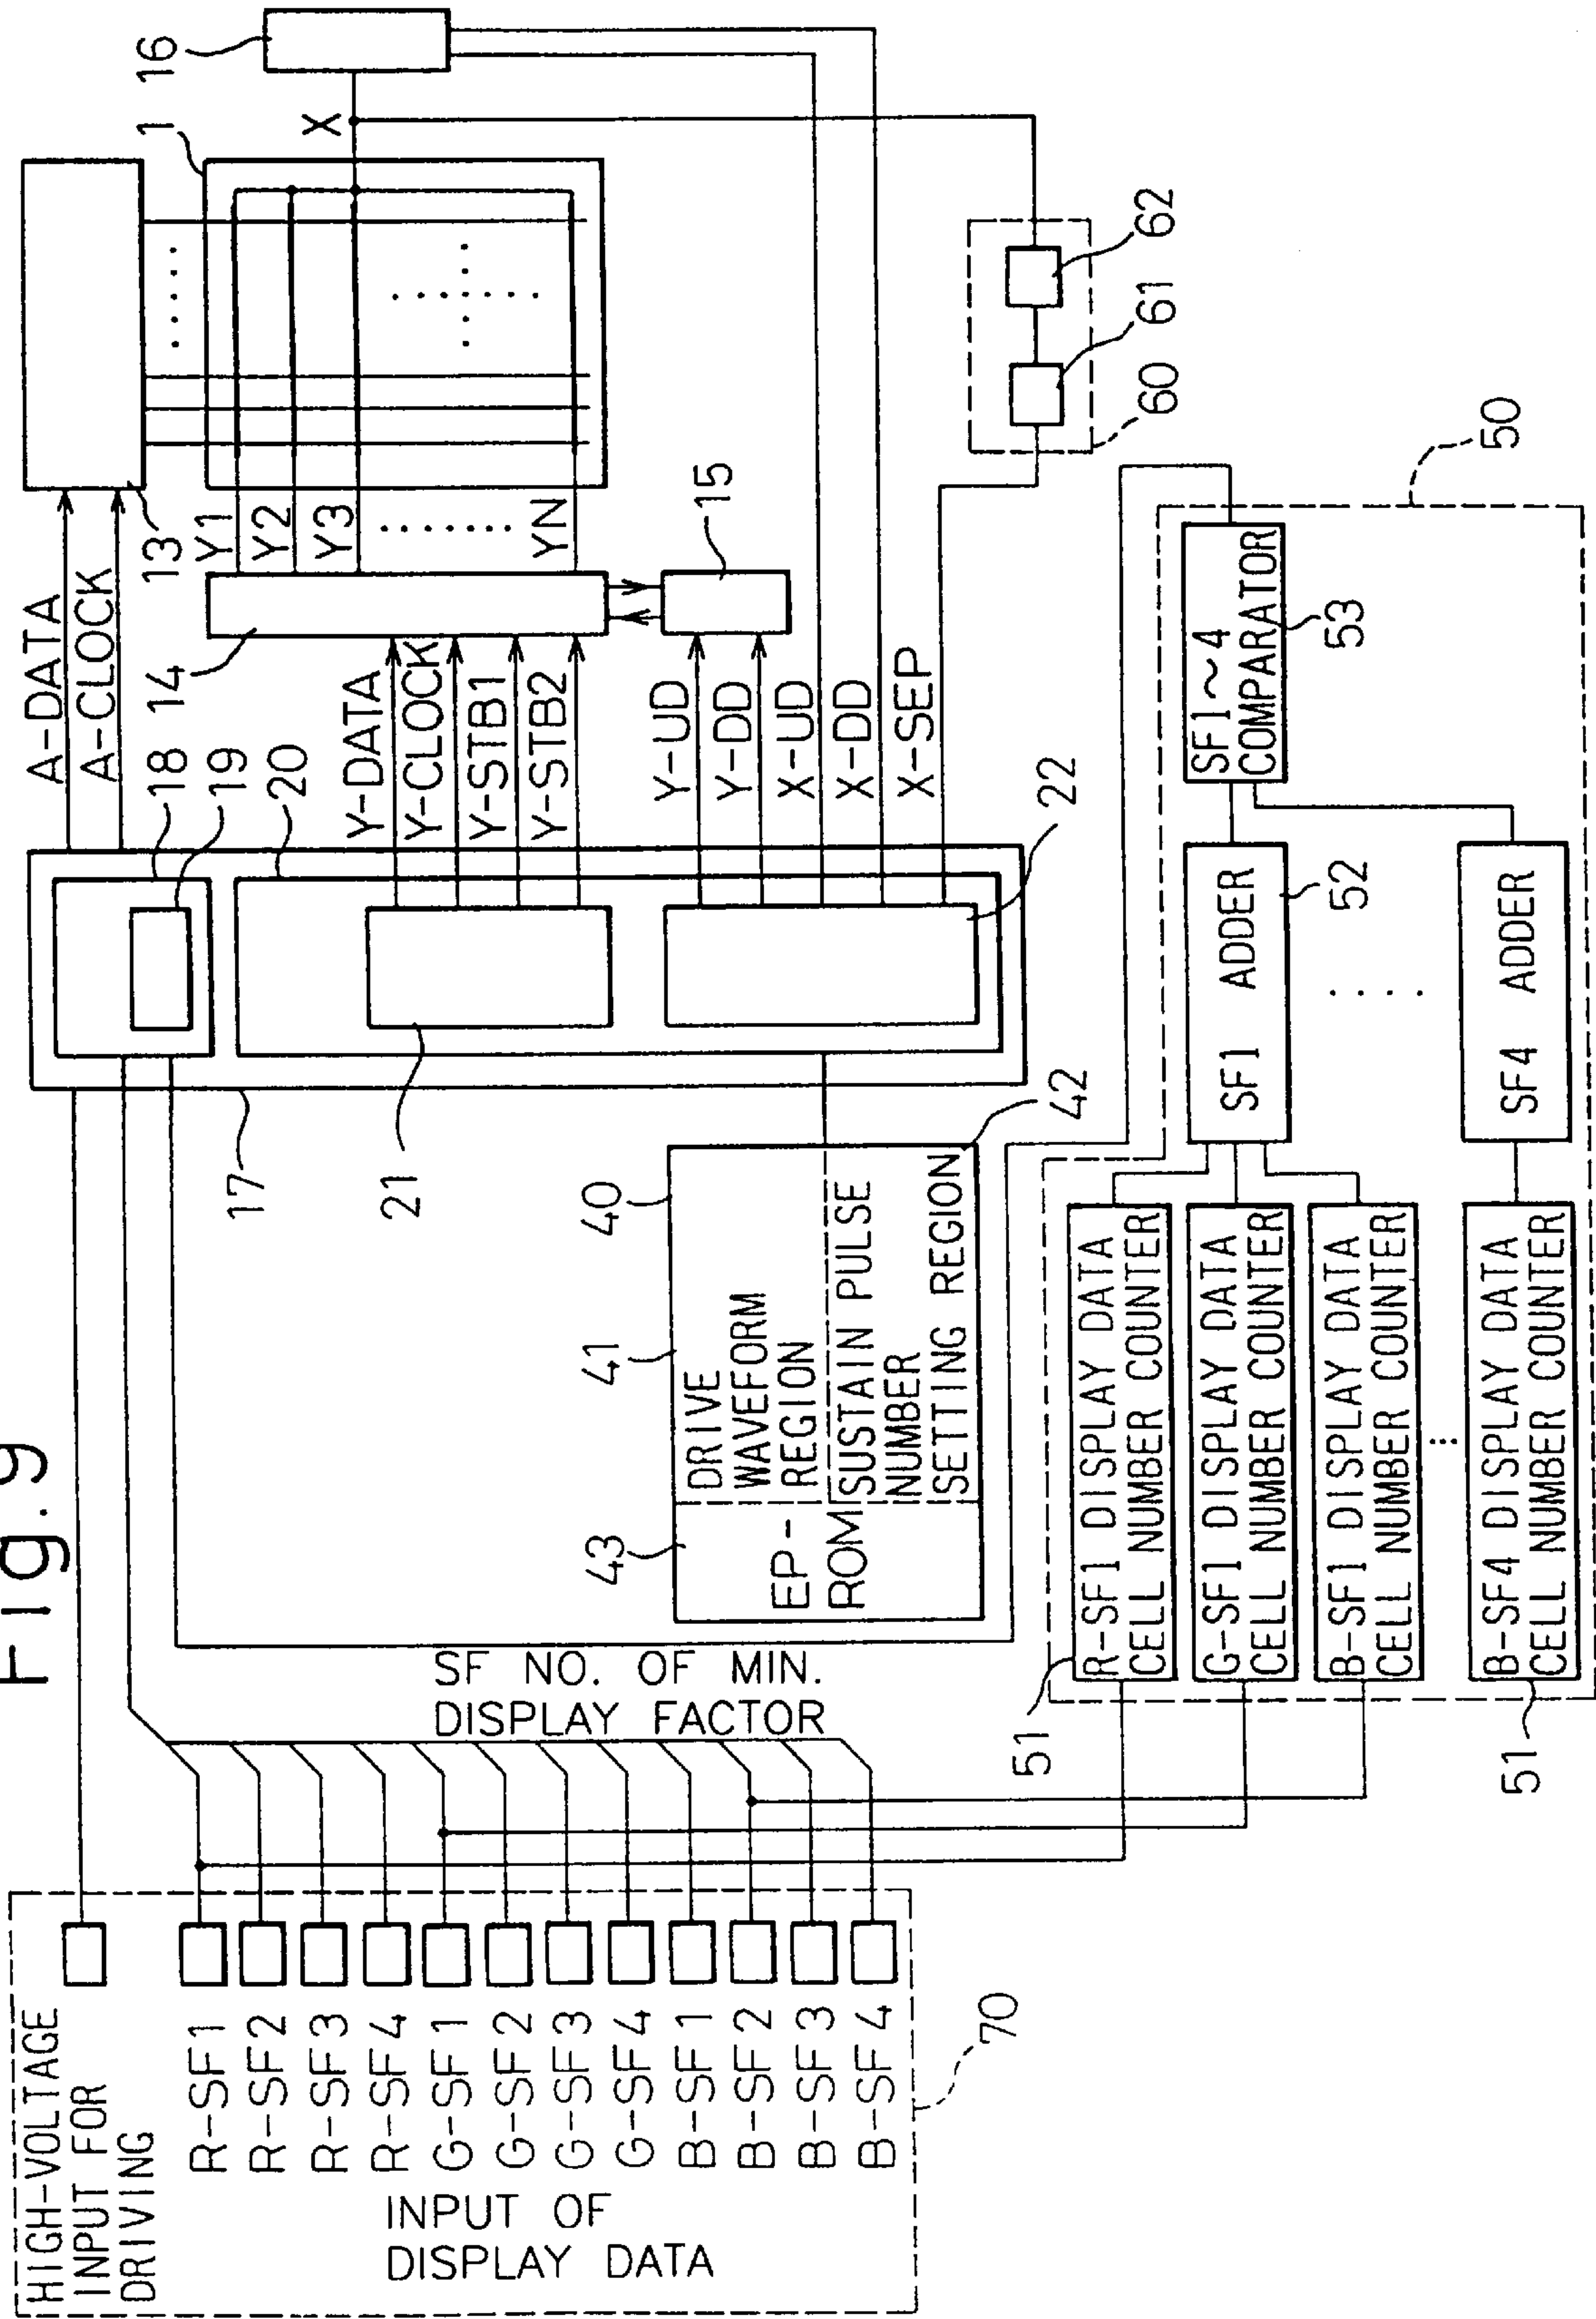 Fig.9
HIGH-VOLTAGE
INPUT FOR
DRIVING
R-SF1
R-SF2
R-SF3
R-SF4
G-SF1
G-SF2
G-SF3
G-SF4
B-SF1
B-SF2
B-SF3
B-SF4
INPUT OF
DISPLAY DATA
70
SF NO. OF MIN.
DISPLAY FACTOR
17
21
18
19
20
22
A-DATA
A-CLOCK
13
14
Y-DATA
Y-CLOCK
Y-STB1
Y-STB2
Y-UD
Y-DD
X-UD
X-DD
X-SEP
15
Y1
Y2
Y3
YN
1
X
16
60
61
62
43
41
40
42
EP-
ROM
DRIVE
WAVEFORM
REGION
SUSTAIN PULSE
NUMBER
SETTING REGION
50
51
R-SF1 DISPLAY DATA
CELL NUMBER COUNTER
G-SF1 DISPLAY DATA
CELL NUMBER COUNTER
B-SF1 DISPLAY DATA
CELL NUMBER COUNTER
51
B-SF4 DISPLAY DATA
CELL NUMBER COUNTER
SF1 ADDER
52
SF4 ADDER
SF1~4
COMPARATOR
53